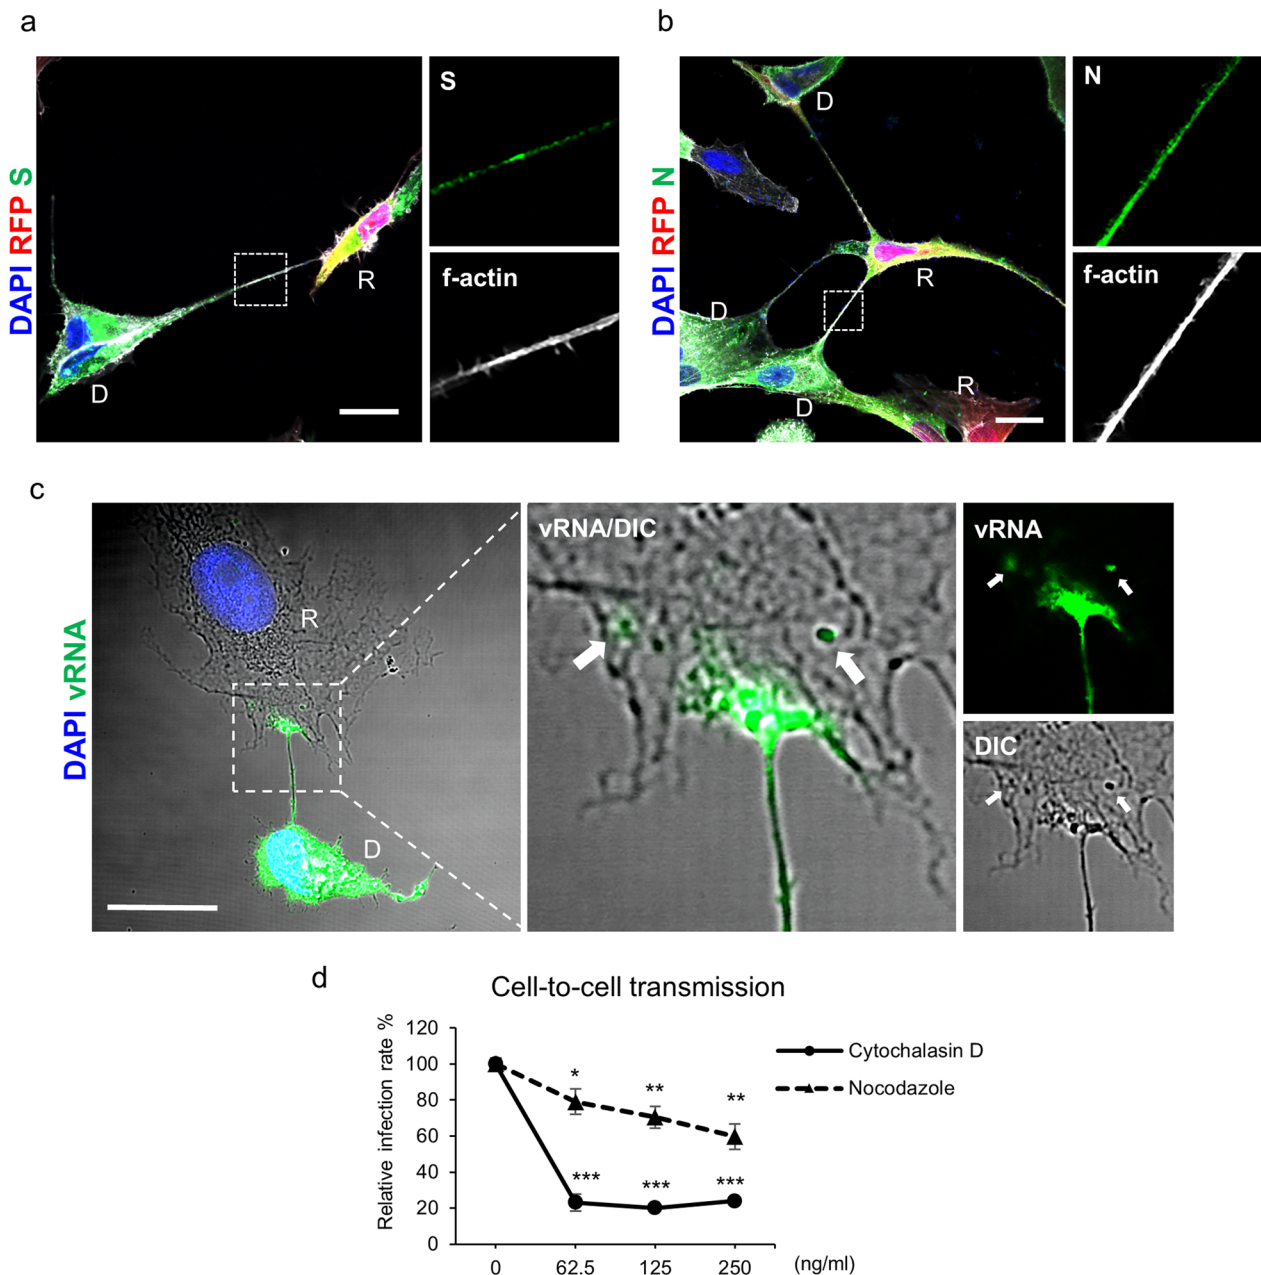 a
DAPI RFP S
D
R
S
f-actin
b
DAPI RFP N
D
R
D
D
R
N
f-actin
c
DAPI vRNA
R
D
vRNA/DIC
vRNA
DIC
d
Cell-to-cell transmission
Relative infection rate %
120
100
80
60
40
20
0
*
**
**
***
***
***
0 62.5 125 250 (ng/ml)
Cytochalasin D
Nocodazole